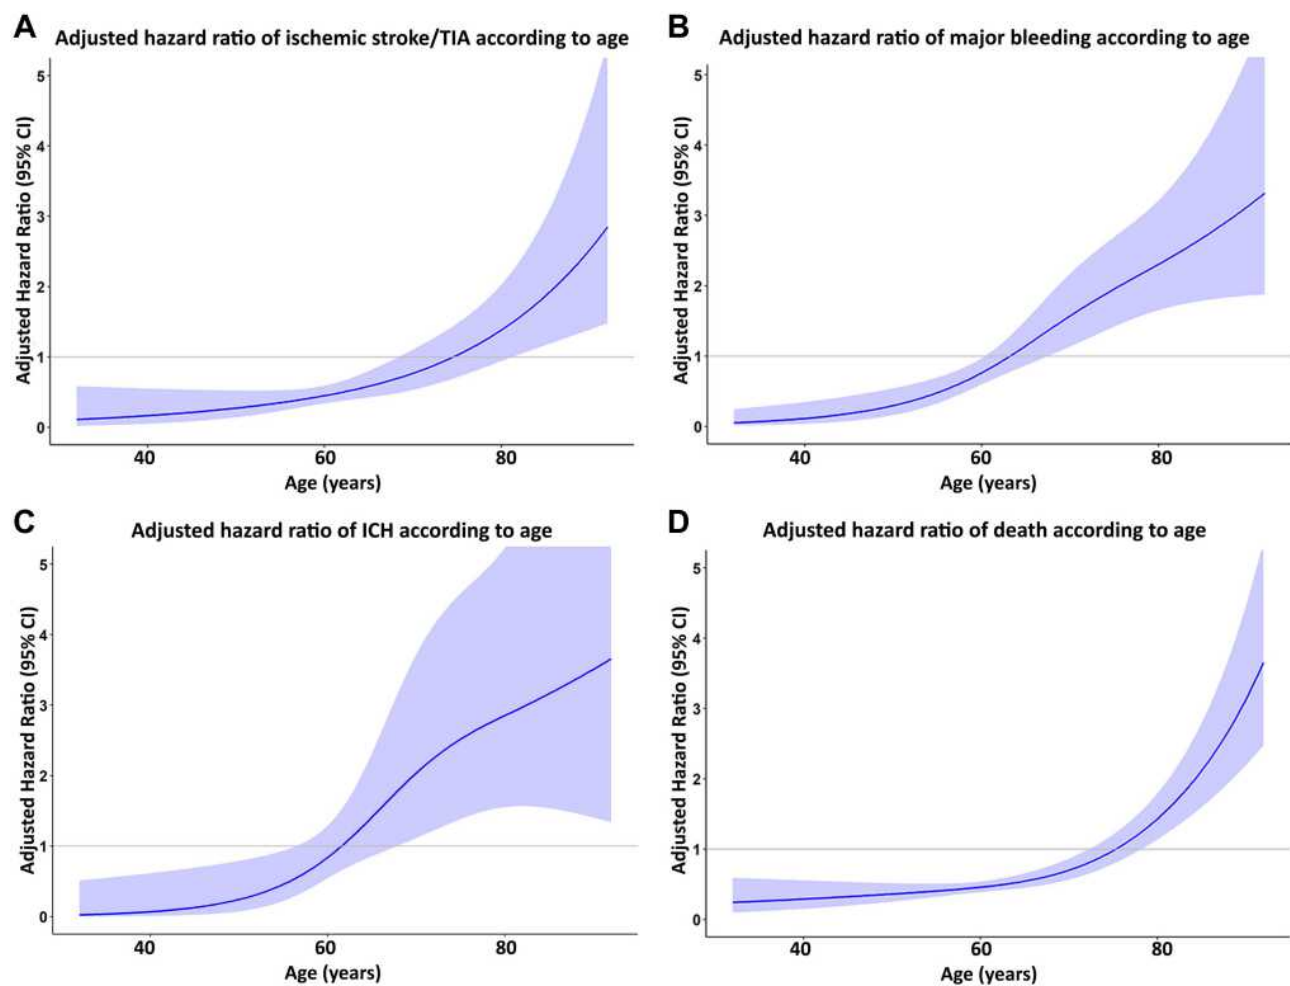 A
Adjusted hazard ratio of ischemic stroke/TIA according to age
Adjusted Hazard Ratio (95% CI)
5
4
3
2
1
0
40 60 80
Age (years)
B
Adjusted hazard ratio of major bleeding according to age
Adjusted Hazard Ratio (95% CI)
5
4
3
2
1
0
40 60 80
Age (years)
C
Adjusted hazard ratio of ICH according to age
Adjusted Hazard Ratio (95% CI)
5
4
3
2
1
0
40 60 80
Age (years)
D
Adjusted hazard ratio of death according to age
Adjusted Hazard Ratio (95% CI)
5
4
3
2
1
0
40 60 80
Age (years)